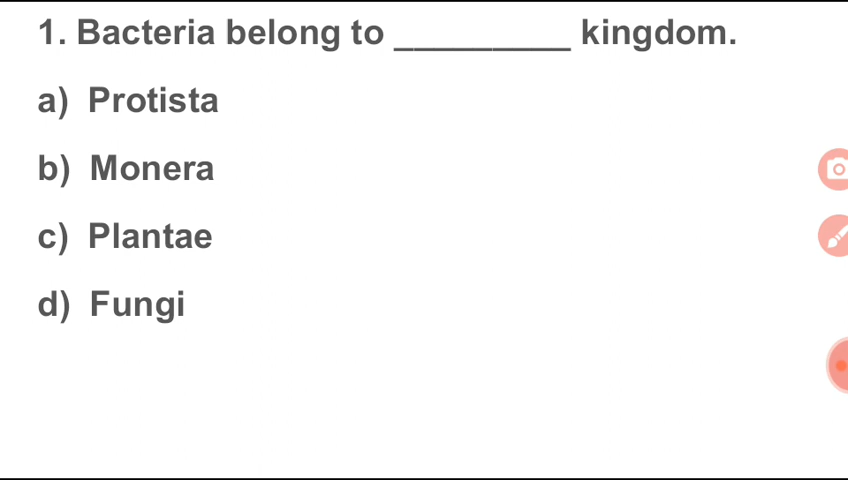 1. Bacteria belong to _________ kingdom.
a) Protista
b) Monera
c) Plantae
d) Fungi